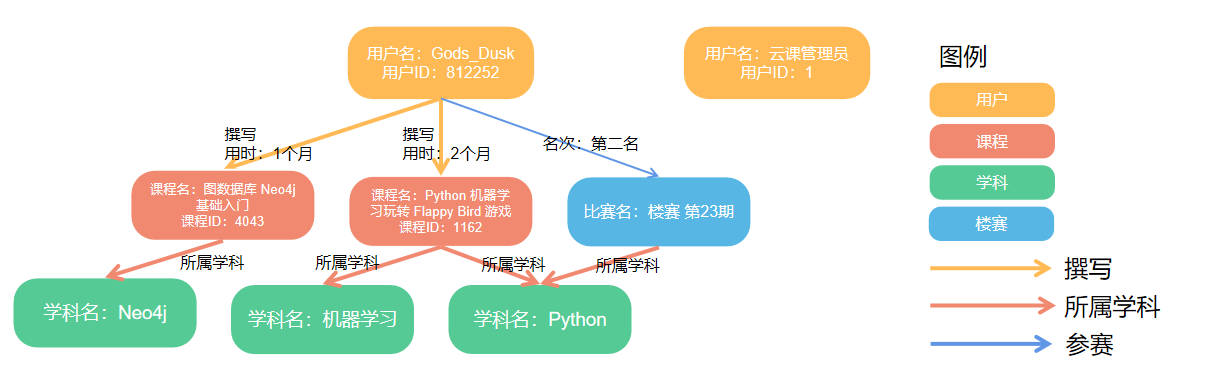 用户名：Gods_Dusk
用户ID：812252
用户名：云课管理员
用户ID：1
图例
用户
课程
学科
楼赛
撰写
所属学科
参赛
撰写
用时：1个月
撰写
用时：2个月
名次：第二名
课程名：图数据库 Neo4j
基础入门
课程ID：4043
课程名：Python 机器学
习玩转 Flappy Bird 游戏
课程ID：1162
比赛名：楼赛 第23期
所属学科
所属学科
所属学科
所属学科
学科名：Neo4j
学科名：机器学习
学科名：Python